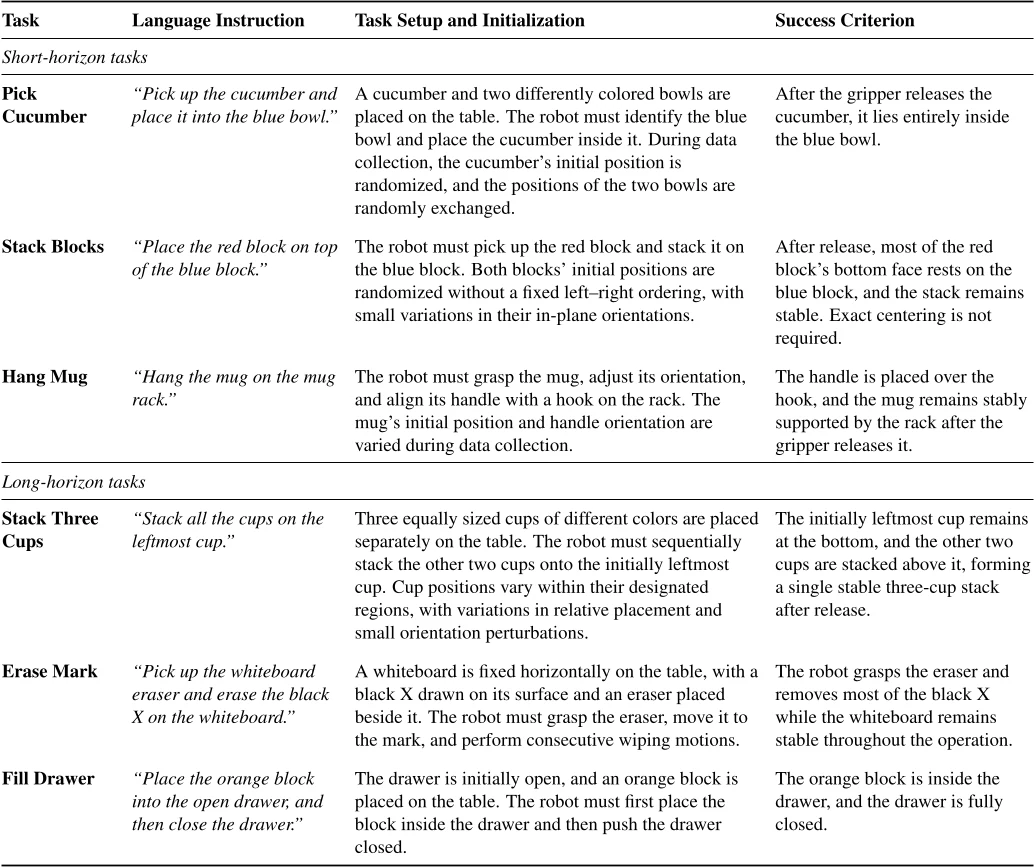 Task Language Instruction Task Setup and Initialization Success Criterion
Short-horizon tasks
Pick Cucumber
“Pick up the cucumber and
place it into the blue bowl.”
A cucumber and two differently colored bowls are
placed on the table. The robot must identify the blue
bowl and place the cucumber inside it. During data
collection, the cucumber’s initial position is
randomized, and the positions of the two bowls are
randomly exchanged.
After the gripper releases the
cucumber, it lies entirely inside
the blue bowl.
Stack Blocks
“Place the red block on top
of the blue block.”
The robot must pick up the red block and stack it on
the blue block. Both blocks’ initial positions are
randomized without a fixed left–right ordering, with
small variations in their in-plane orientations.
After release, most of the red
block’s bottom face rests on the
blue block, and the stack remains
stable. Exact centering is not
required.
Hang Mug
“Hang the mug on the mug
rack.”
The robot must grasp the mug, adjust its orientation,
and align its handle with a hook on the rack. The
mug’s initial position and handle orientation are
varied during data collection.
The handle is placed over the
hook, and the mug remains stably
supported by the rack after the
gripper releases it.
Long-horizon tasks
Stack Three
Cups
“Stack all the cups on the
leftmost cup.”
Three equally sized cups of different colors are placed
separately on the table. The robot must sequentially
stack the other two cups onto the initially leftmost
cup. Cup positions vary within their designated
regions, with variations in relative placement and
small orientation perturbations.
The initially leftmost cup remains
at the bottom, and the other two
cups are stacked above it, forming
a single stable three-cup stack
after release.
Erase Mark
“Pick up the whiteboard
eraser and erase the black
X on the whiteboard.”
A whiteboard is fixed horizontally on the table, with a
black X drawn on its surface and an eraser placed
beside it. The robot must grasp the eraser, move it to
the mark, and perform consecutive wiping motions.
The robot grasps the eraser and
removes most of the black X
while the whiteboard remains
stable throughout the operation.
Fill Drawer
“Place the orange block
into the open drawer, and
then close the drawer.”
The drawer is initially open, and an orange block is
placed on the table. The robot must first place the
block inside the drawer and then push the drawer
closed.
The orange block is inside the
drawer, and the drawer is fully
closed.